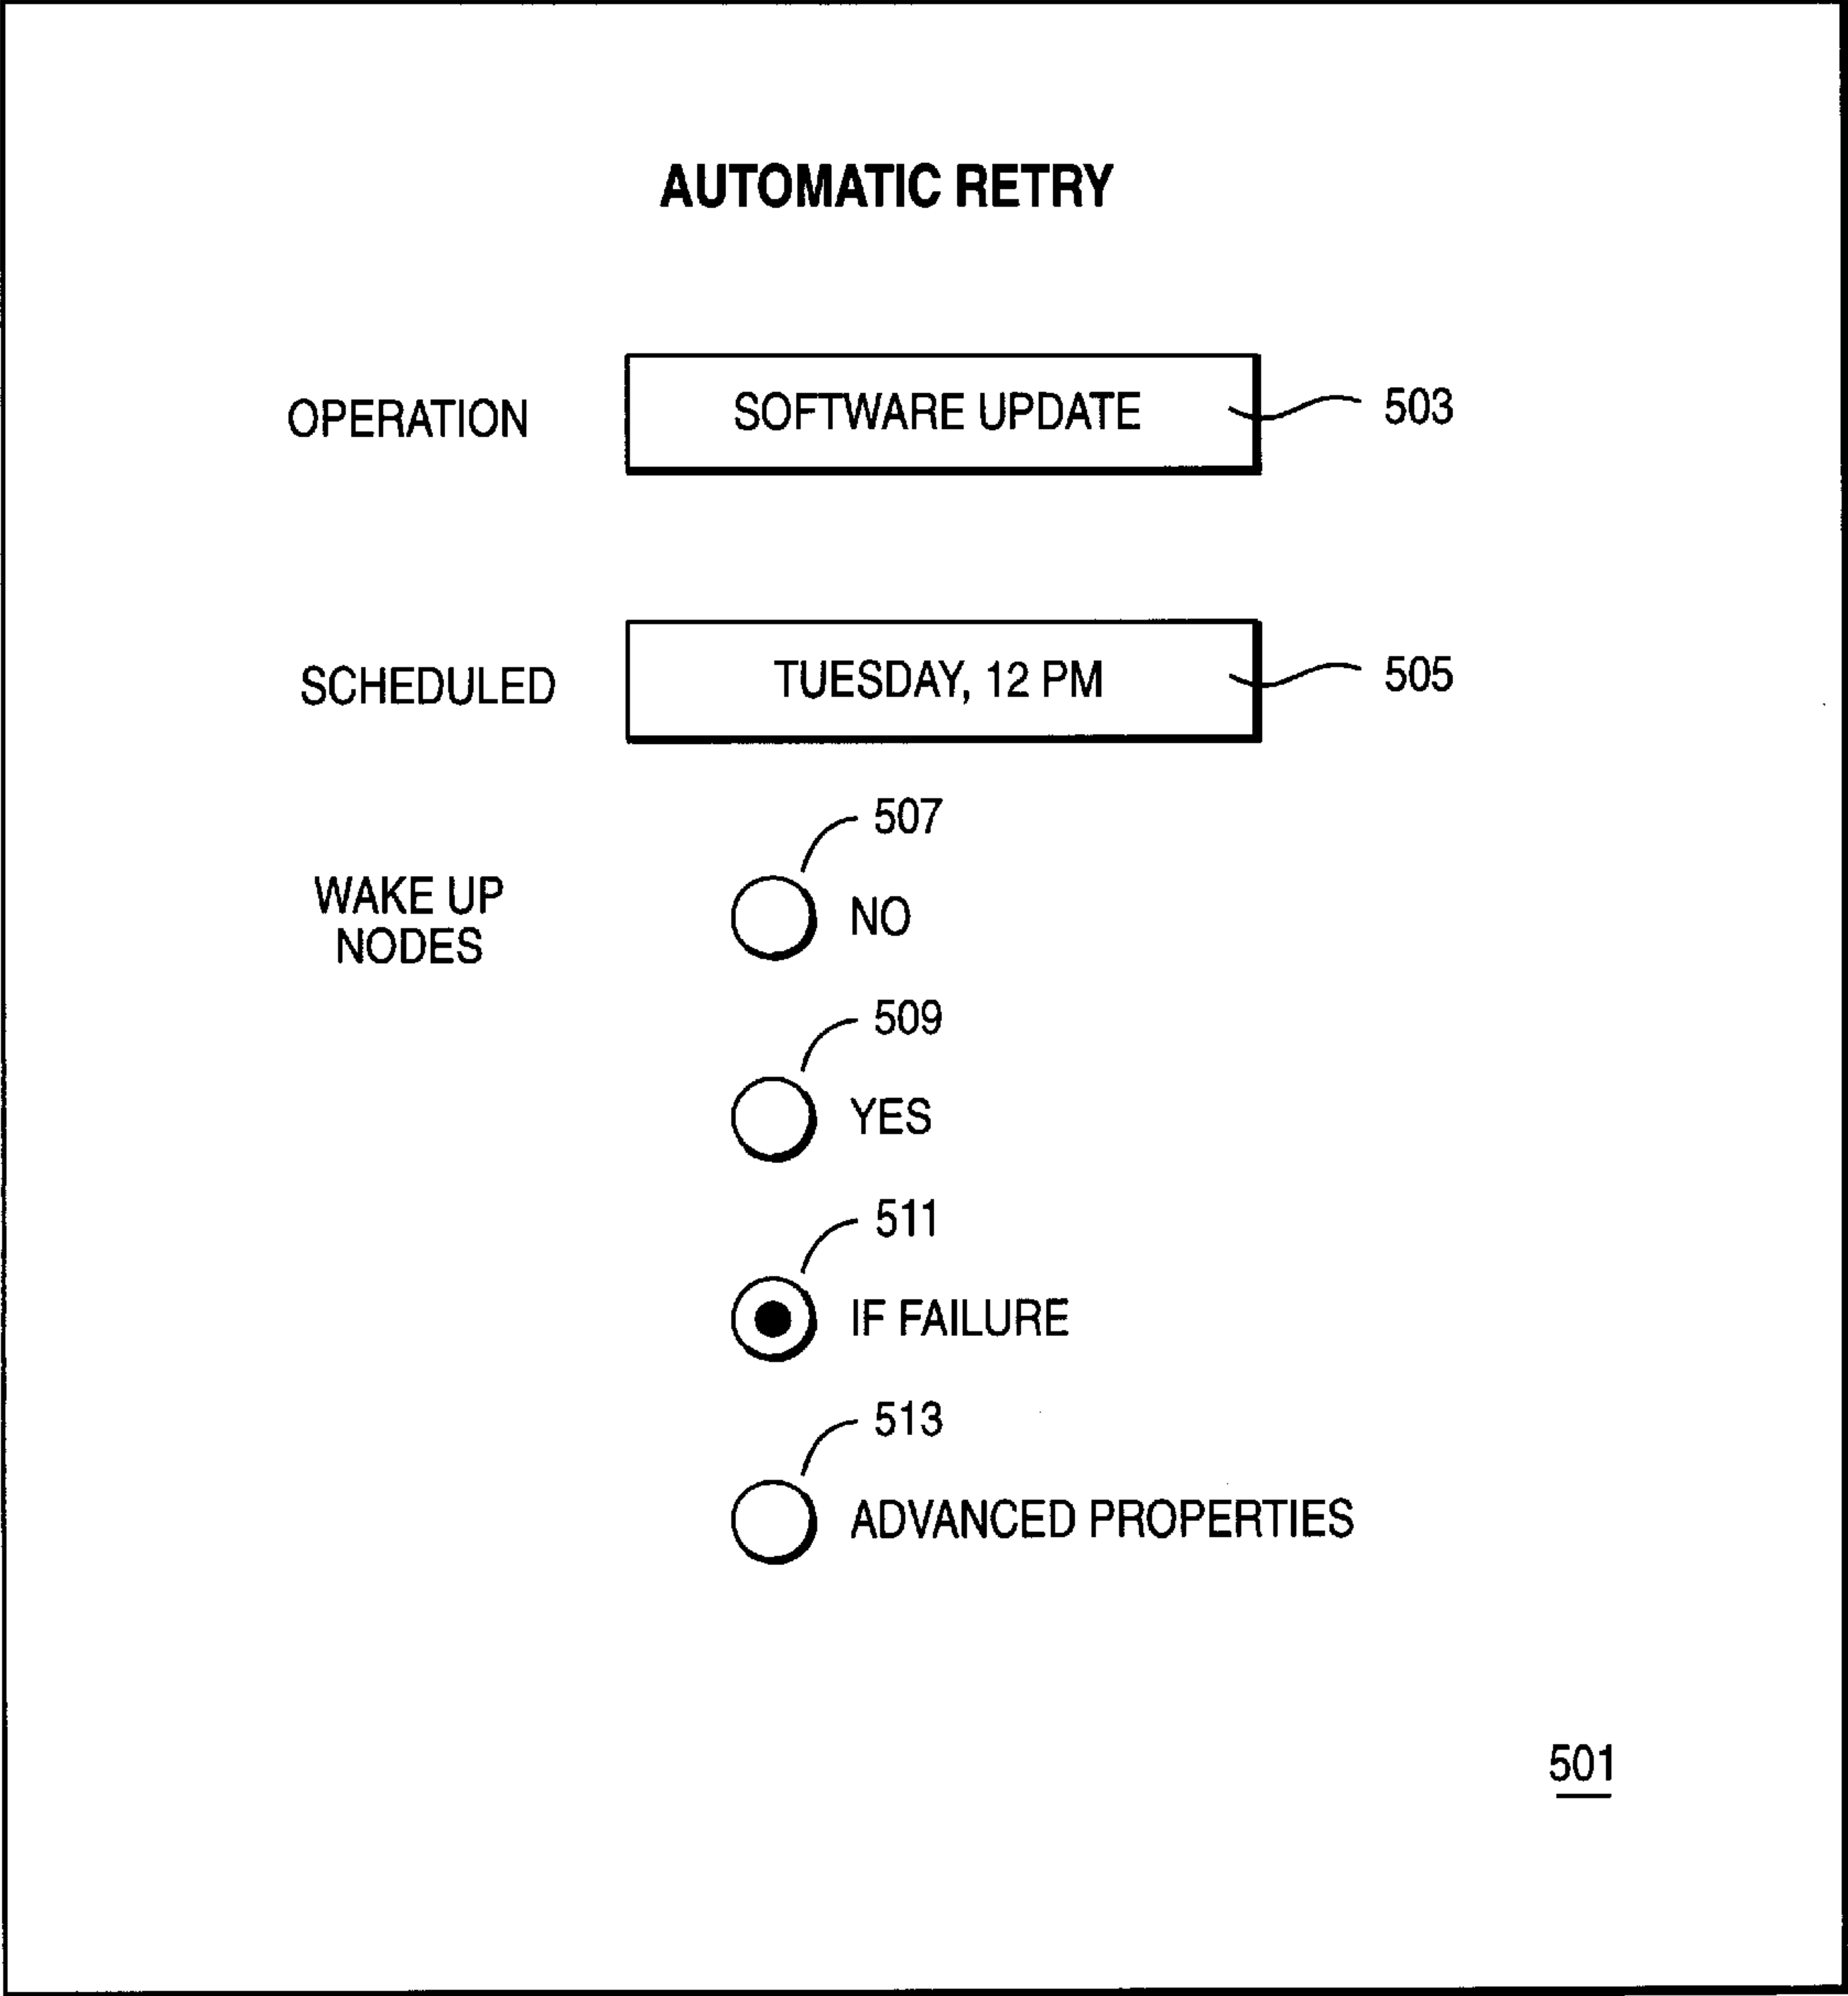 AUTOMATIC RETRY
OPERATION SOFTWARE UPDATE 503
SCHEDULED TUESDAY, 12 PM 505
507
WAKE UP
NODES
NO
509
YES
511
IF FAILURE
513
ADVANCED PROPERTIES
501